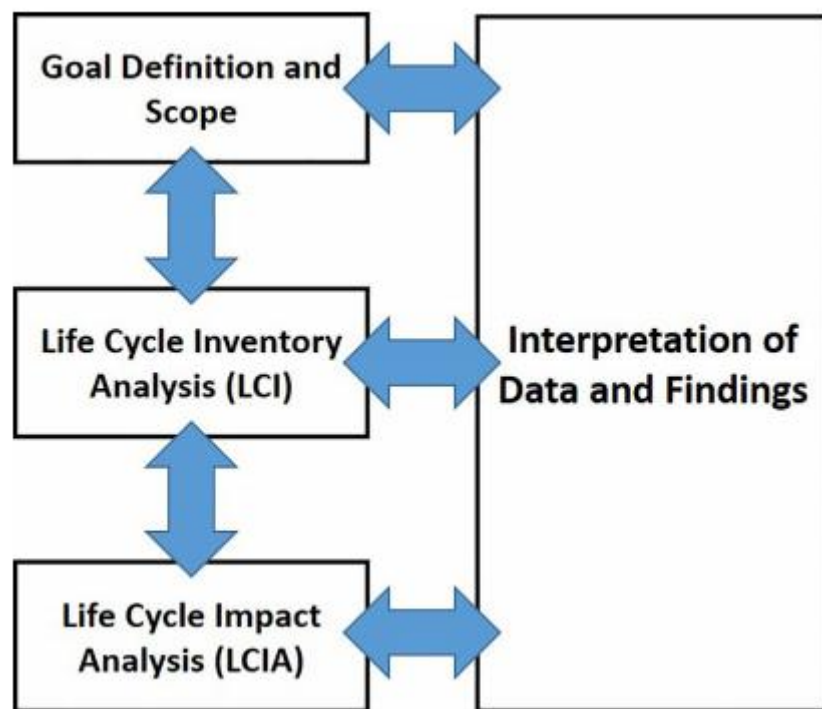 Goal Definition and
Scope
Life Cycle Inventory
Analysis (LCI)
Interpretation of
Data and Findings
Life Cycle Impact
Analysis (LCIA)